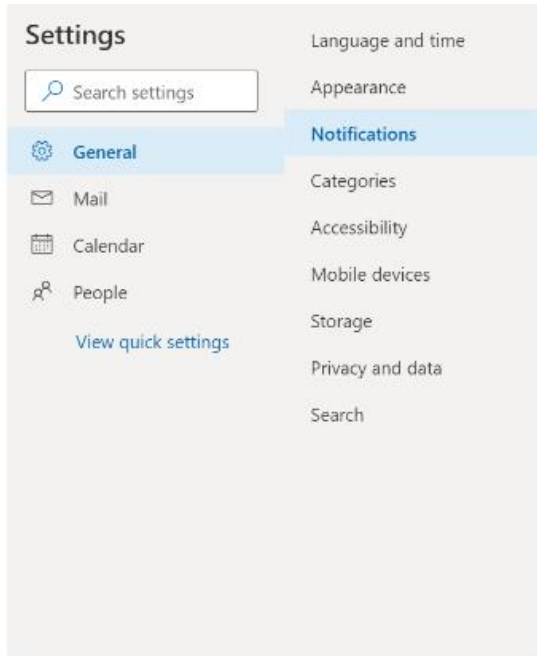 Settings
Search settings
General
Mail
Calendar
People
View quick settings
Language and time
Appearance
Notifications
Categories
Accessibility
Mobile devices
Storage
Privacy and data
Search